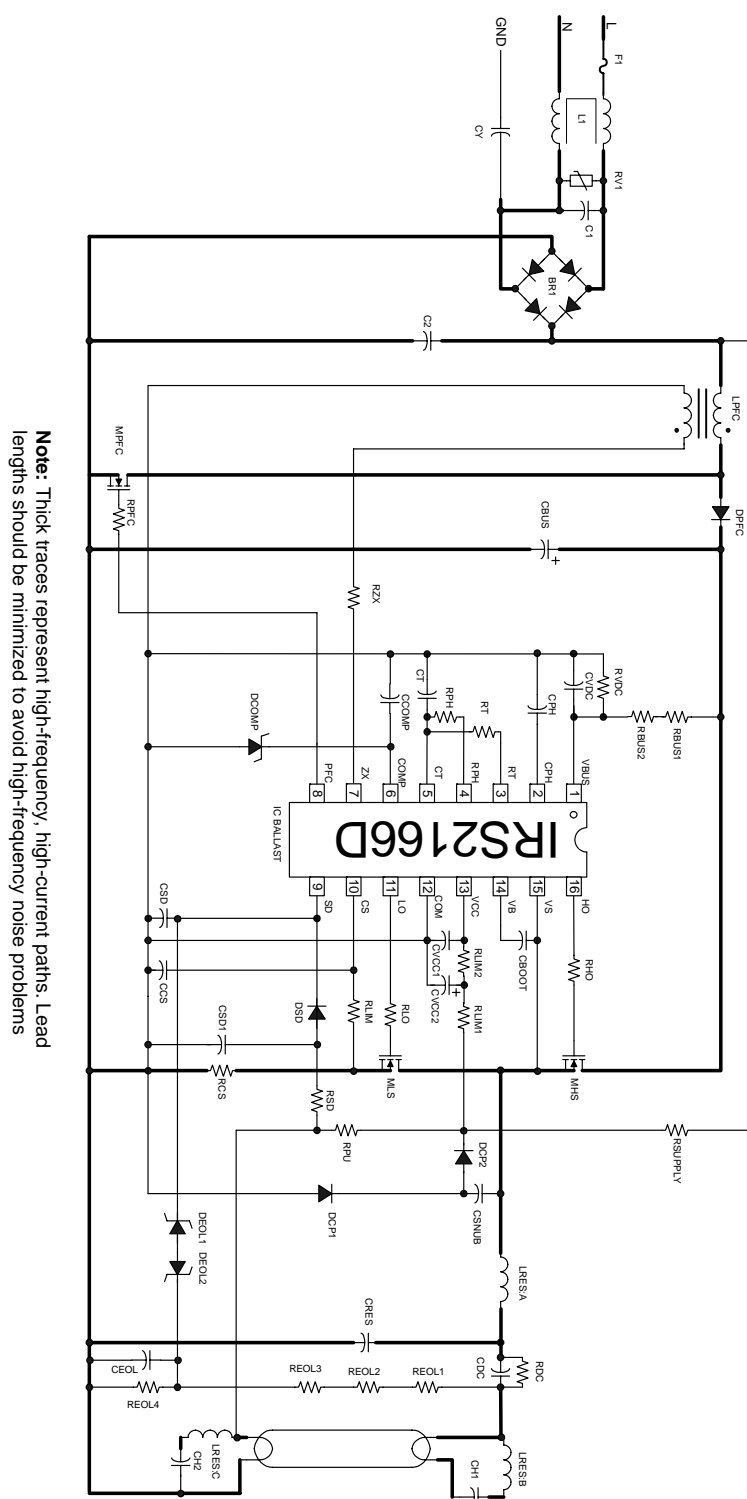 L
N
GND
F1
L1
CY
RV1
C1
BR1
C2
LPFC
MPFC
RPFC
DPFC
CBUS
+
RZX
RVDC
CVDC
RBUS2
RBUS1
CPH
CT
RPH
RT
CCOMP
DCOMP
VBUS
CPH
RT
RPH
CT
COMP
ZX
PFC
1
2
3
4
5
6
7
8
IRS2166D
IC BALLAST
16
15
14
13
12
11
10
9
HO
VS
VB
VCC
COM
LO
CS
SD
RHO
CBOOT
RLIM2
RLIM1
CVCC1
CVCC2
+
RLO
RLIM
CSD
CCS
DSD
CSD1
RCS
MLS
MHS
RSD
RPU
RSUPPLY
DCP2
CSNUB
DCP1
DEOL1
DEOL2
LRES:A
CRES
RDC
CDC
CEOL
REOL4
REOL3
REOL2
REOL1
LRES:B
CH1
LRES:C
CH2
Note: Thick traces represent high-frequency, high-current paths. Lead
lengths should be minimized to avoid high-frequency noise problems